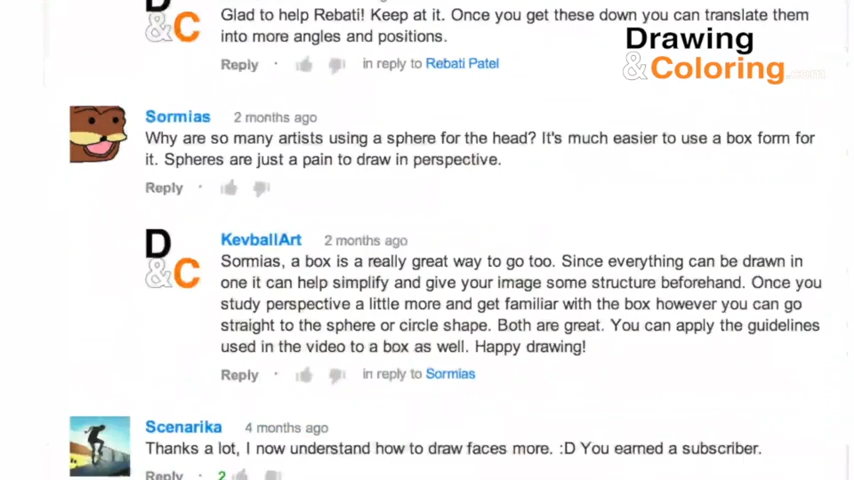 D
&C
Glad to help Rebati! Keep at it. Once you get these down you can translate them
into more angles and positions.
Reply · in reply to Rebati Patel
Drawing
&Coloring.com
Sormias 2 months ago
Why are so many artists using a sphere for the head? It's much easier to use a box form for
it. Spheres are just a pain to draw in perspective.
Reply ·
D
&C
KevballArt 2 months ago
Sormias, a box is a really great way to go too. Since everything can be drawn in
one it can help simplify and give your image some structure beforehand. Once you
study perspective a little more and get familiar with the box however you can go
straight to the sphere or circle shape. Both are great. You can apply the guidelines
used in the video to a box as well. Happy drawing!
Reply · in reply to Sormias
Scenarika 4 months ago
Thanks a lot, I now understand how to draw faces more. :D You earned a subscriber.
Reply · 2